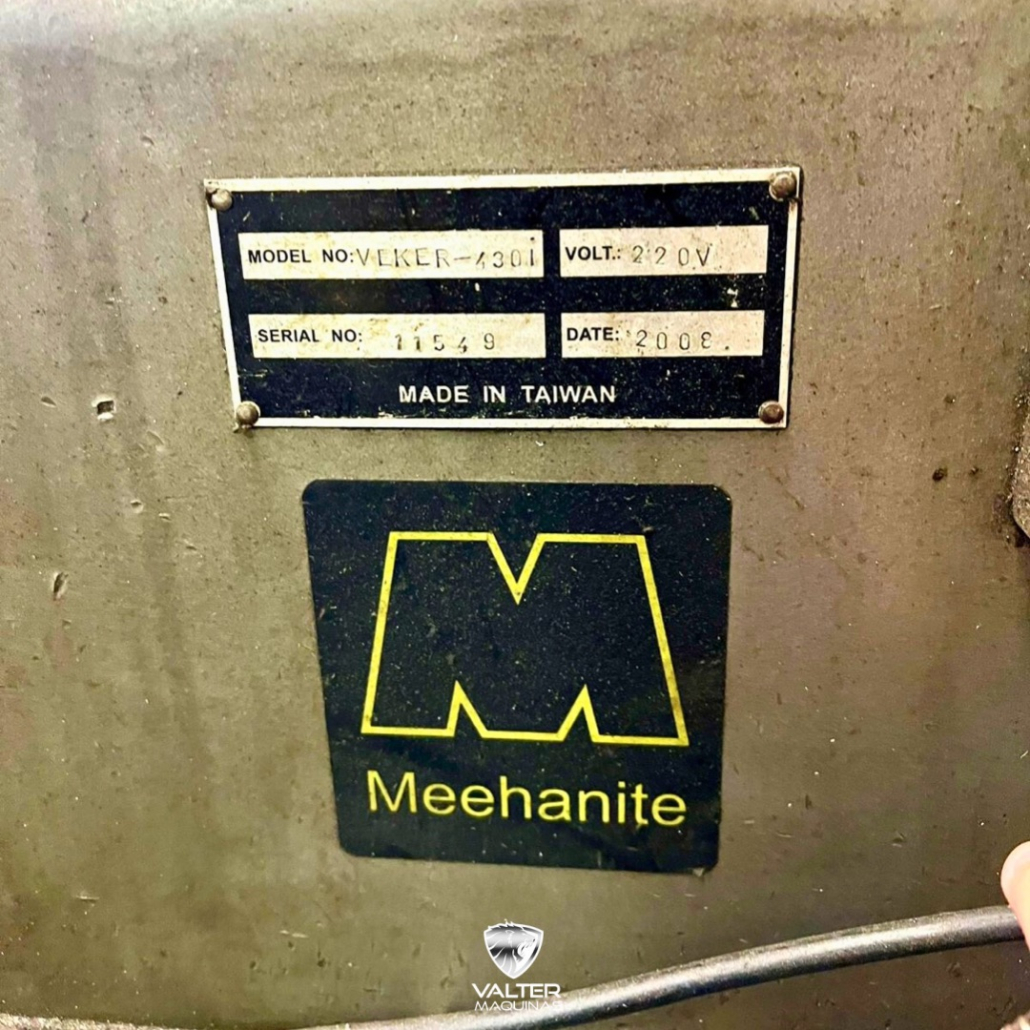 MODEL NO: VEKER-430I VOLT.: 220V
SERIAL NO: 11549 DATE: 2008.
MADE IN TAIWAN
M
Meehanite
VALTER
MAQUINAS